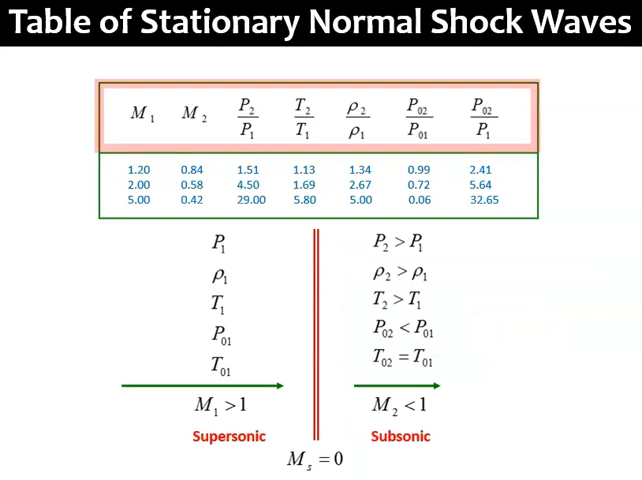 Table of Stationary Normal Shock Waves
M₁ M₂ P₂/P₁ T₂/T₁ ρ₂/ρ₁ P₀₂/P₀₁ P₀₂/P₁
1.20 0.84 1.51 1.13 1.34 0.99 2.41
2.00 0.58 4.50 1.69 2.67 0.72 5.64
5.00 0.42 29.00 5.80 5.00 0.06 32.65
P₁ P₂ > P₁
ρ₁ ρ₂ > ρ₁
T₁ T₂ > T₁
P₀₁ P₀₂ < P₀₁
T₀₁ T₀₂ = T₀₁
M₁ > 1 M₂ < 1
Supersonic Subsonic
Mₛ = 0